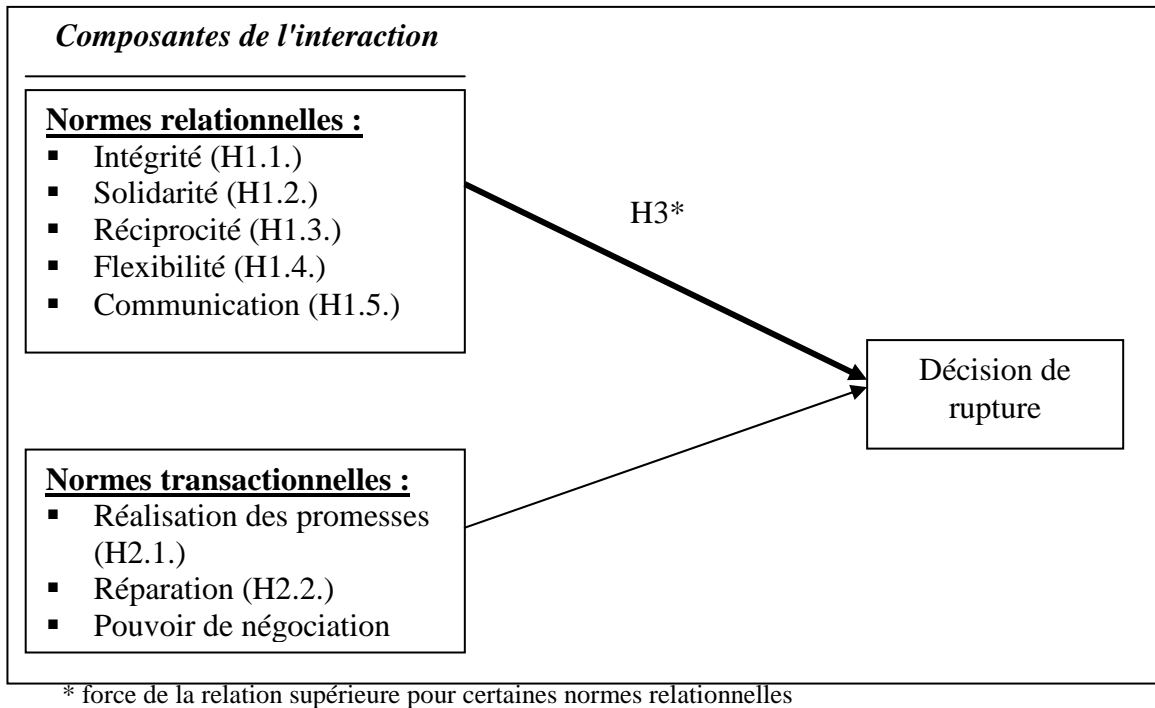 Composantes de l'interaction
Normes relationnelles :
▪ Intégrité (H1.1.)
▪ Solidarité (H1.2.)
▪ Réciprocité (H1.3.)
▪ Flexibilité (H1.4.)
▪ Communication (H1.5.)
H3*
Décision de
rupture
Normes transactionnelles :
▪ Réalisation des promesses
(H2.1.)
▪ Réparation (H2.2.)
▪ Pouvoir de négociation
* force de la relation supérieure pour certaines normes relationnelles